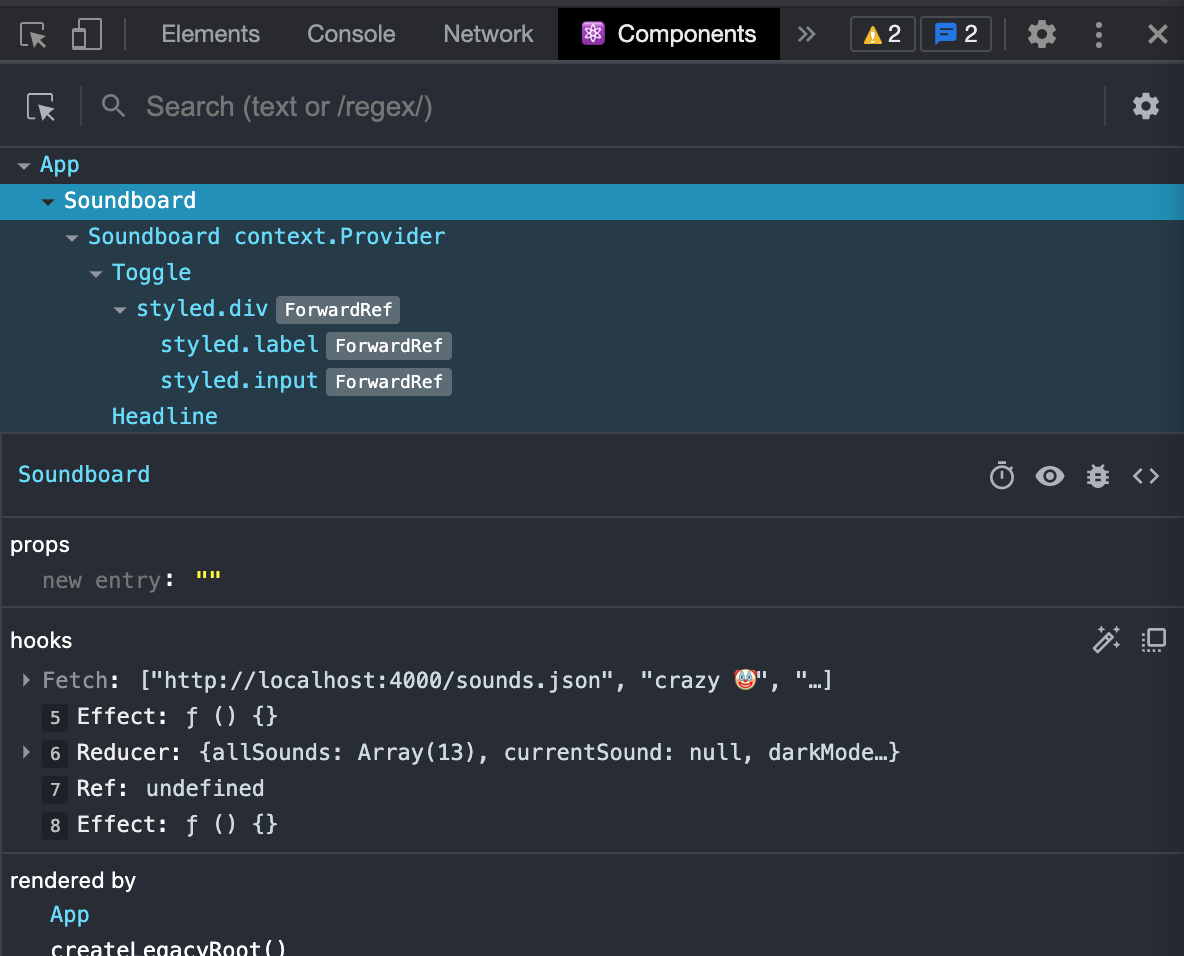 Elements Console Network Components 2 2
Search (text or /regex/)
App
Soundboard
Soundboard context.Provider
Toggle
styled.div ForwardRef
styled.label ForwardRef
styled.input ForwardRef
Headline
Soundboard
props
new entry: ""
hooks
Fetch: ["http://localhost:4000/sounds.json", "crazy 🤡", "…]
5 Effect: ƒ () {}
6 Reducer: {allSounds: Array(13), currentSound: null, darkMode…}
7 Ref: undefined
8 Effect: ƒ () {}
rendered by
App
createLegacyRoot()